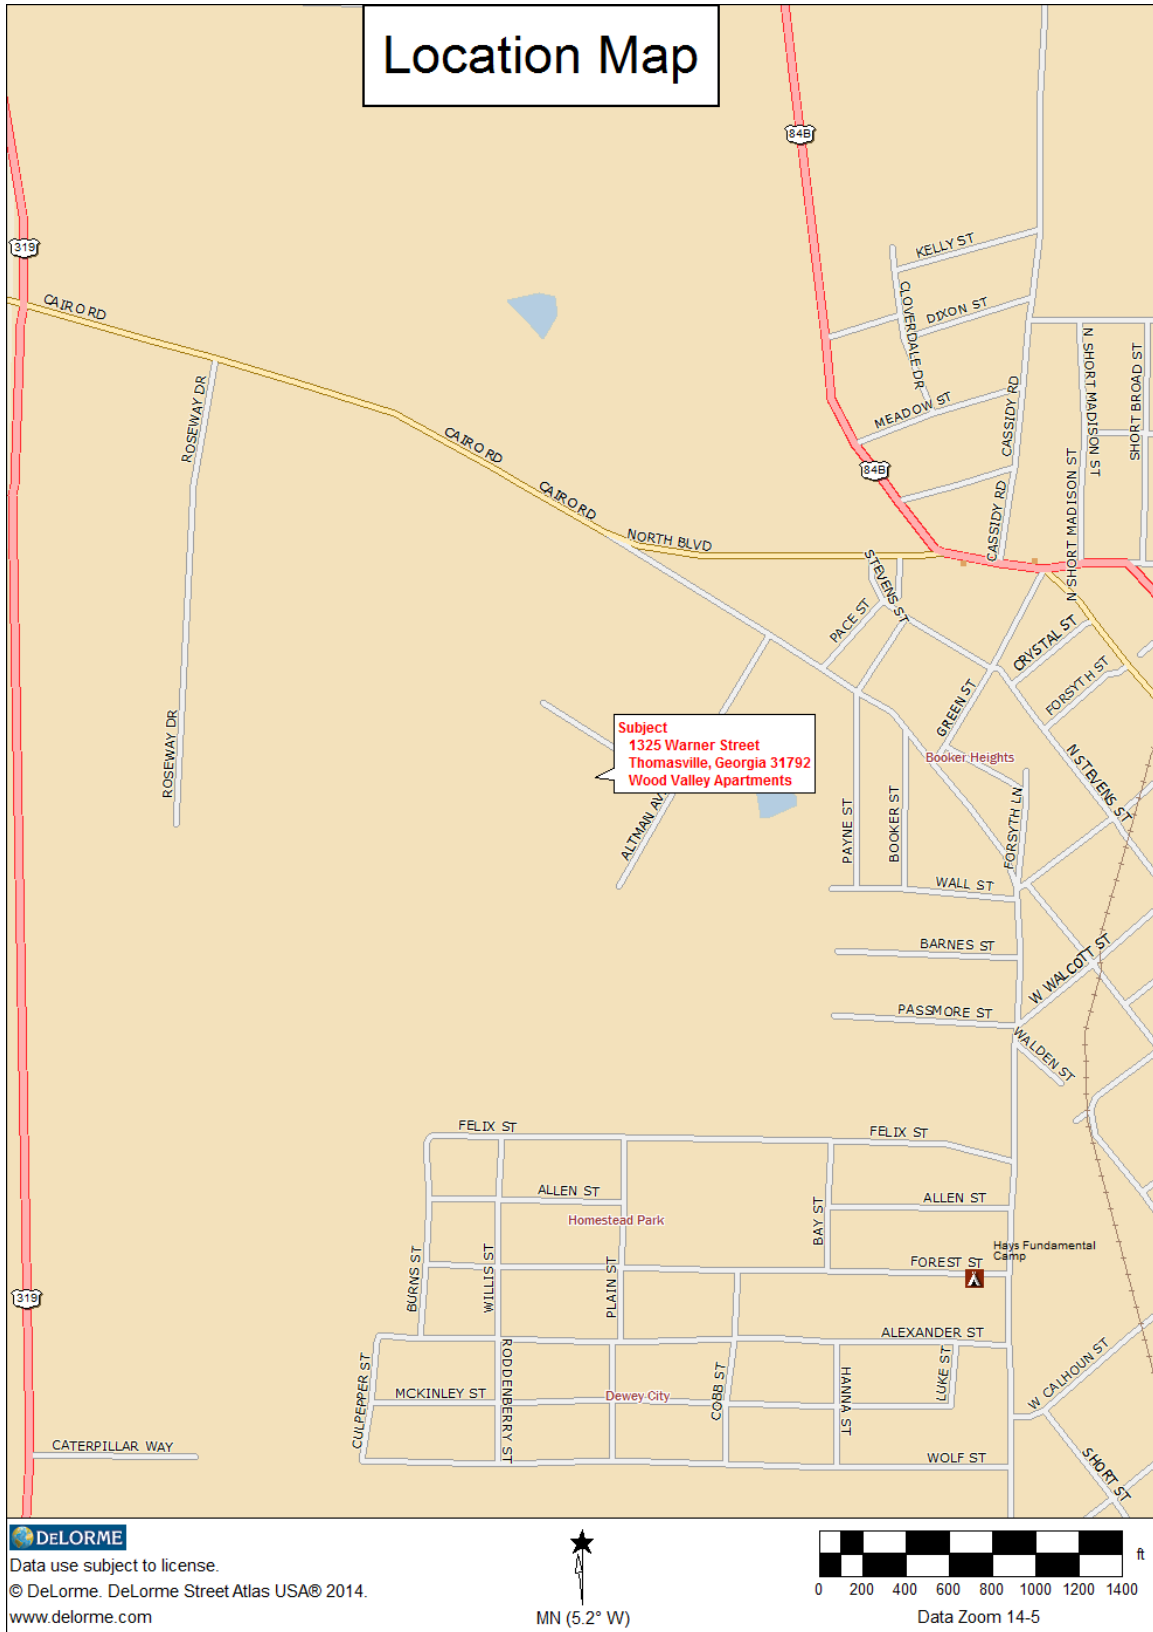 Location Map
84B
319
KELLY ST
CLOVERDALE DR
DIXON ST
CAIRO RD
N SHORT MADISON ST
SHORT BROAD ST
ROSEWAY DR
MEADOW ST
CASSIDY RD
CAIRO RD
84B
CAIRO RD
CASSIDY RD
N SHORT MADISON ST
NORTH BLVD
STEVENS ST
PACE ST
CRYSTAL ST
FORSYTH ST
GREEN ST
ROSEWAY DR
Subject
1325 Warner Street
Thomasville, Georgia 31792
Wood Valley Apartments
Booker Heights
N STEVENS ST
ALTMAN AVE
PAYNE ST
BOOKER ST
FORSYTH LN
WALL ST
BARNES ST
W WALCOTT ST
PASSMORE ST
WALDEN ST
FELIX ST
FELIX ST
ALLEN ST
ALLEN ST
Homestead Park
BAY ST
Hays Fundamental
Camp
FOREST ST
BURNS ST
WILLIS ST
PLAIN ST
319
ALEXANDER ST
CULPEPPER ST
RODDENBERRY ST
COBB ST
HANNA ST
LUKE ST
W CALHOUN ST
MCKINLEY ST
Dewey City
CATERPILLAR WAY
WOLF ST
SHORT ST
DELORME
Data use subject to license.
© DeLorme. DeLorme Street Atlas USA® 2014.
www.delorme.com
MN (5.2° W)
ft
0 200 400 600 800 1000 1200 1400
Data Zoom 14-5